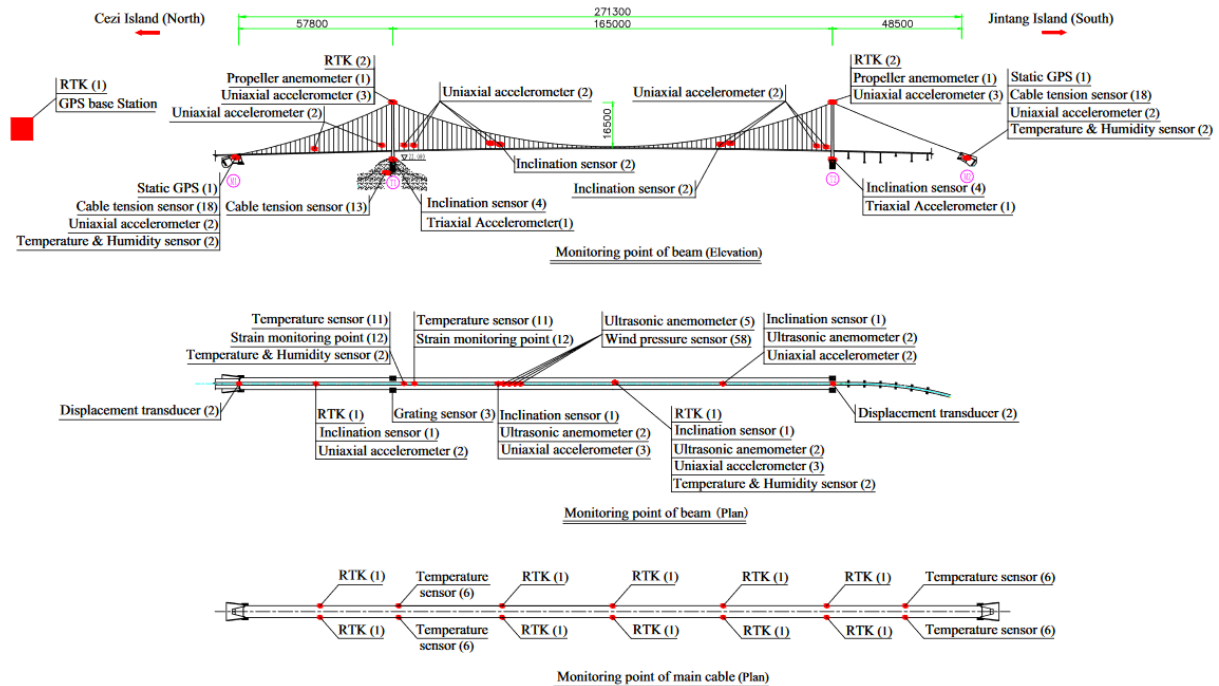 Cezi Island (North)
271300
Jintang Island (South)
57800
165000
48500
RTK (1)
GPS base Station
RTK (2)
Propeller anemometer (1)
Uniaxial accelerometer (3)
Uniaxial accelerometer (2)
Uniaxial accelerometer (2)
16500
Uniaxial accelerometer (2)
RTK (2)
Propeller anemometer (1)
Uniaxial accelerometer (3)
Static GPS (1)
Cable tension sensor (18)
Uniaxial accelerometer (2)
Temperature & Humidity sensor (2)
Inclination sensor (2)
Inclination sensor (2)
Static GPS (1)
Cable tension sensor (18)
Uniaxial accelerometer (2)
Temperature & Humidity sensor (2)
Cable tension sensor (13)
Inclination sensor (4)
Triaxial Accelerometer(1)
Inclination sensor (4)
Triaxial Accelerometer (1)
Monitoring point of beam (Elevation)
Temperature sensor (11)
Strain monitoring point (12)
Temperature & Humidity sensor (2)
Temperature sensor (11)
Strain monitoring point (12)
Ultrasonic anemometer (5)
Wind pressure sensor (58)
Inclination sensor (1)
Ultrasonic anemometer (2)
Uniaxial accelerometer (2)
Displacement transducer (2)
RTK (1)
Inclination sensor (1)
Uniaxial accelerometer (2)
Grating sensor (3)
Inclination sensor (1)
Ultrasonic anemometer (2)
Uniaxial accelerometer (3)
RTK (1)
Inclination sensor (1)
Ultrasonic anemometer (2)
Uniaxial accelerometer (3)
Temperature & Humidity sensor (2)
Displacement transducer (2)
Monitoring point of beam (Plan)
RTK (1)
Temperature
sensor (6)
RTK (1)
RTK (1)
RTK (1)
RTK (1)
Temperature sensor (6)
RTK (1)
Temperature
sensor (6)
RTK (1)
RTK (1)
RTK (1)
RTK (1)
Temperature sensor (6)
Monitoring point of main cable (Plan)